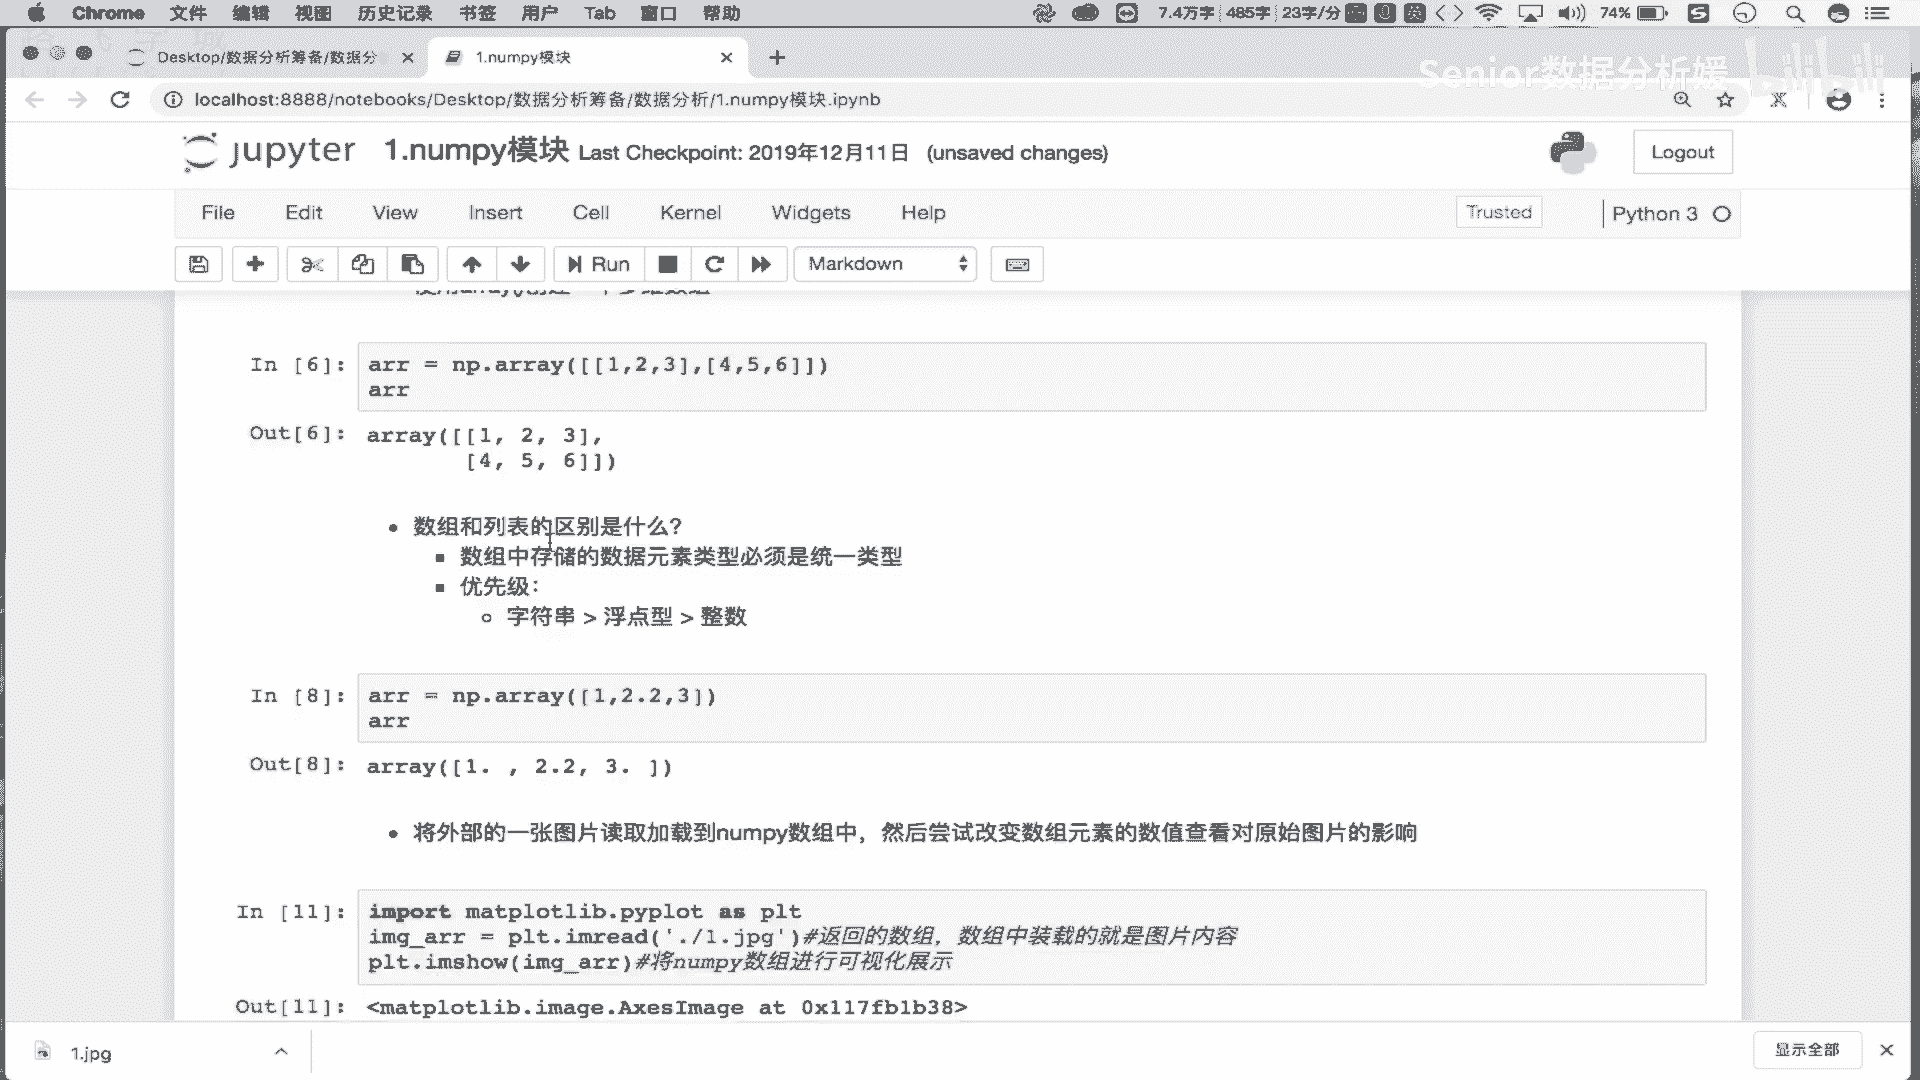 Chrome 文件 编辑 视图 历史记录 书签 用户 Tab 窗口 帮助 7.4万字 485字 23字/分 英 74%
Desktop/数据分析筹备/数据分 1.numpy模块
Senior数据分析媛 bilibili
localhost:8888/notebooks/Desktop/数据分析筹备/数据分析/1.numpy模块.ipynb
jupyter 1.numpy模块 Last Checkpoint: 2019年12月11日 (unsaved changes) Logout
File Edit View Insert Cell Kernel Widgets Help Trusted Python 3
Run Markdown
In [6]: arr = np.array([[1,2,3],[4,5,6]])
arr
Out[6]: array([[1, 2, 3],
[4, 5, 6]])
数组和列表的区别是什么?
数组中存储的数据元素类型必须是统一类型
优先级:
字符串 > 浮点型 > 整数
In [8]: arr = np.array([1,2.2,3])
arr
Out[8]: array([1. , 2.2, 3. ])
将外部的一张图片读取加载到numpy数组中，然后尝试改变数组元素的数值查看对原始图片的影响
In [11]: import matplotlib.pyplot as plt
img_arr = plt.imread('./1.jpg')#返回的数组，数组中装载的就是图片内容
plt.imshow(img_arr)#将numpy数组进行可视化展示
Out[11]: <matplotlib.image.AxesImage at 0x117fb1b38>
1.jpg 显示全部